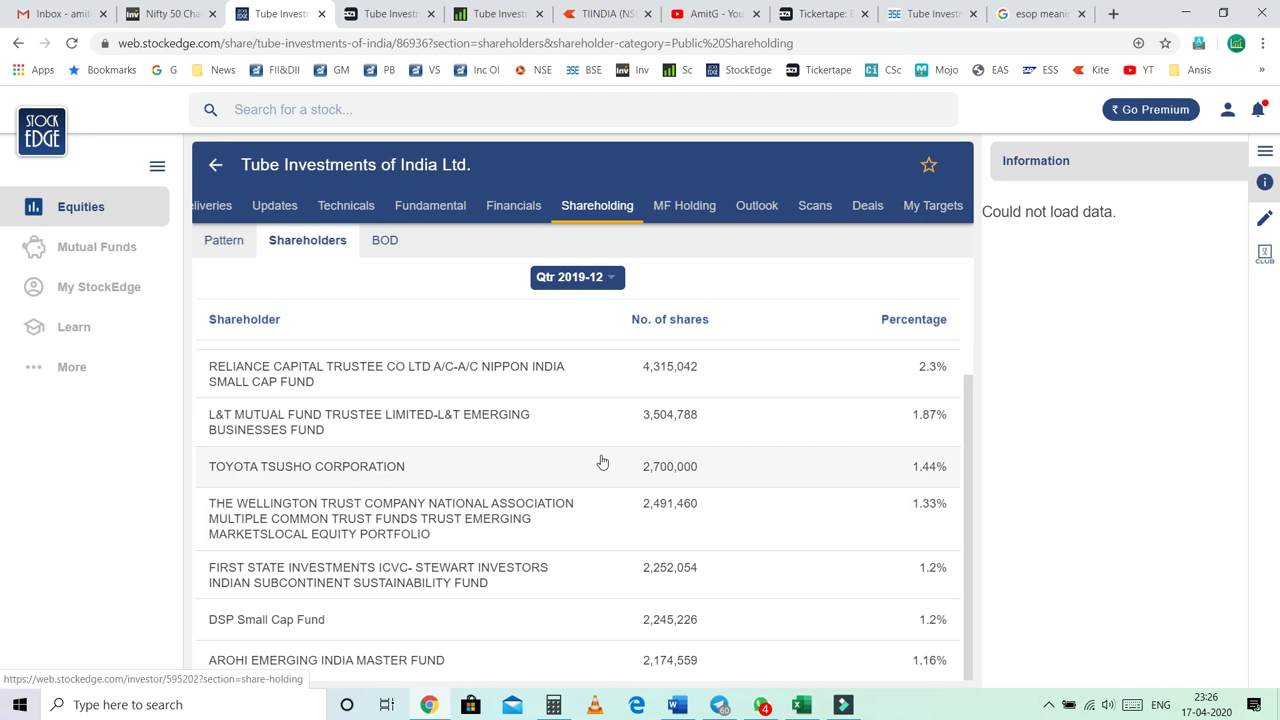 Inbox - amit
Nifty 50 Cha
Tube Investm
Tube Investm
Tube Investm
TIINDIA (NS
AmitG - You
Tickertape: E
Tube Investm
esop meanin
web.stockedge.com/share/tube-investments-of-india/86936?section=shareholders&shareholder-category=Public%20Shareholding
Apps
Bookmarks
G
News
FII&DII
GM
PB
VS
Inc OI
NSE
BSE
Inv
Sc
StockEdge
Tickertape
CSc
Mojo
EAS
ESS
Kite
YT
Ansis
»
STOCK
EDGE
Search for a stock...
₹ Go Premium
Equities
Mutual Funds
My StockEdge
Learn
More
Tube Investments of India Ltd.
eliveries
Updates
Technicals
Fundamental
Financials
Shareholding
MF Holding
Outlook
Scans
Deals
My Targets
Pattern
Shareholders
BOD
Qtr 2019-12
Shareholder No. of shares Percentage
RELIANCE CAPITAL TRUSTEE CO LTD A/C-A/C NIPPON INDIA 4,315,042 2.3%
SMALL CAP FUND
L&T MUTUAL FUND TRUSTEE LIMITED-L&T EMERGING 3,504,788 1.87%
BUSINESSES FUND
TOYOTA TSUSHO CORPORATION 2,700,000 1.44%
THE WELLINGTON TRUST COMPANY NATIONAL ASSOCIATION 2,491,460 1.33%
MULTIPLE COMMON TRUST FUNDS TRUST EMERGING
MARKETSLOCAL EQUITY PORTFOLIO
FIRST STATE INVESTMENTS ICVC- STEWART INVESTORS 2,252,054 1.2%
INDIAN SUBCONTINENT SUSTAINABILITY FUND
DSP Small Cap Fund 2,245,226 1.2%
AROHI EMERGING INDIA MASTER FUND 2,174,559 1.16%
Information
Could not load data.
CLUB
https://web.stockedge.com/investor/595202?section=share-holding
Type here to search
60
4
ENG
23:26
17-04-2020